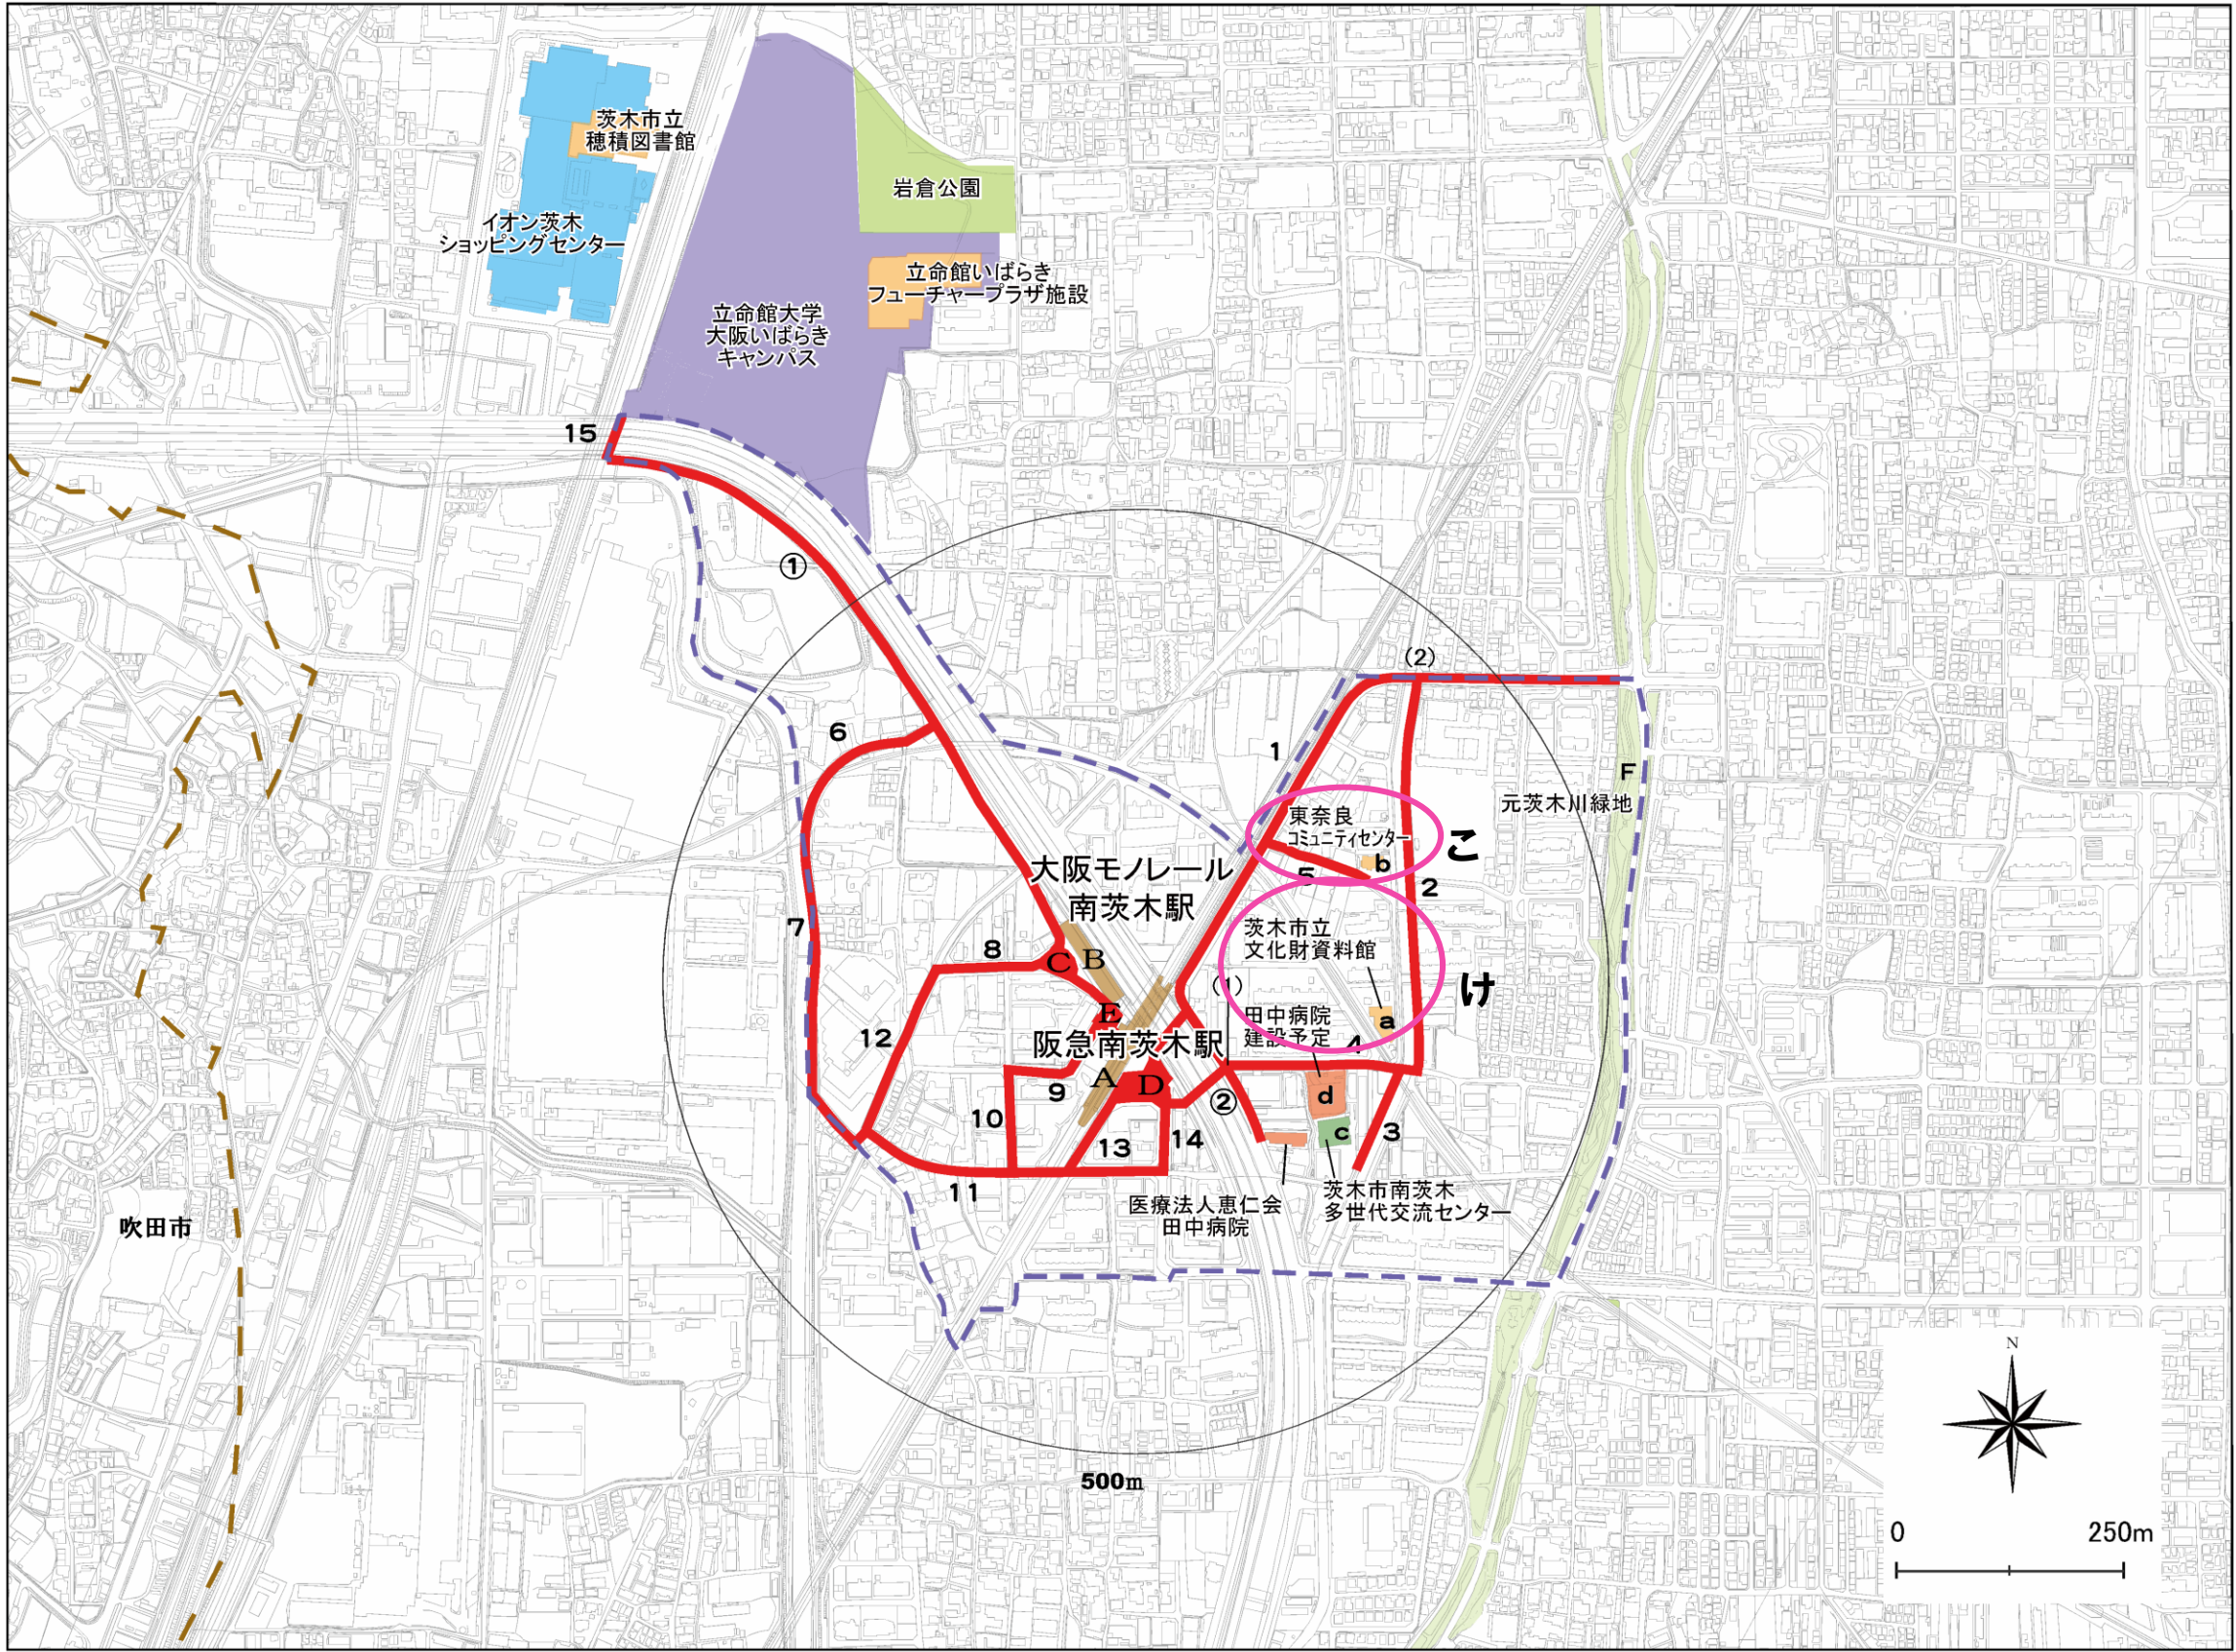 茨木市立
穂積図書館
岩倉公園
イオン茨木
ショッピングセンター
立命館いばらき
フューチャープラザ施設
立命館大学
大阪いばらき
キャンパス
15
①
(2)
6
1
F
元茨木川緑地
東奈良
コミュニティセンター
こ
b
5
2
大阪モノレール
南茨木駅
7
8
C
B
茨木市立
文化財資料館
(1)
け
E
田中病院
建設予定
a
12
阪急南茨木駅
4
A
D
9
②
d
10
13
14
c
3
11
医療法人恵仁会
田中病院
茨木市南茨木
多世代交流センター
吹田市
N
500m
0
250m